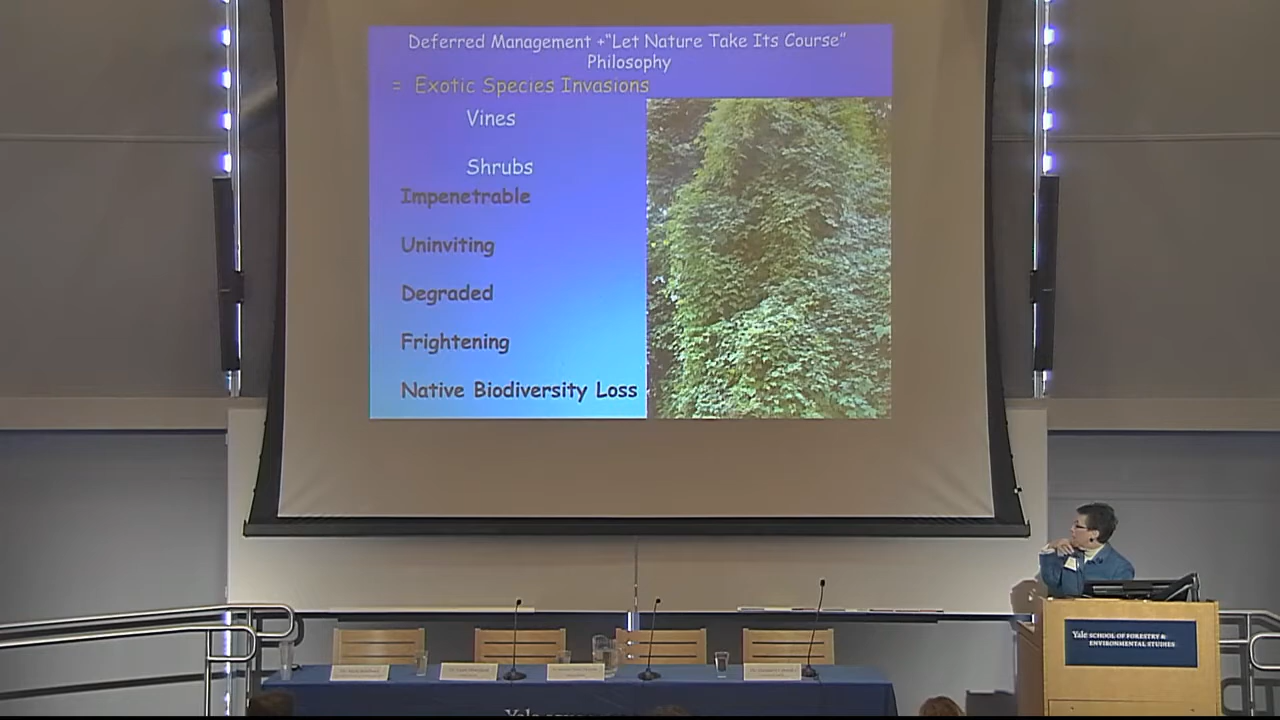 Deferred Management +“Let Nature Take Its Course”
Philosophy
= Exotic Species Invasions
Vines
Shrubs
Impenetrable
Uninviting
Degraded
Frightening
Native Biodiversity Loss
Yale SCHOOL OF FORESTRY &
ENVIRONMENTAL STUDIES
Yale